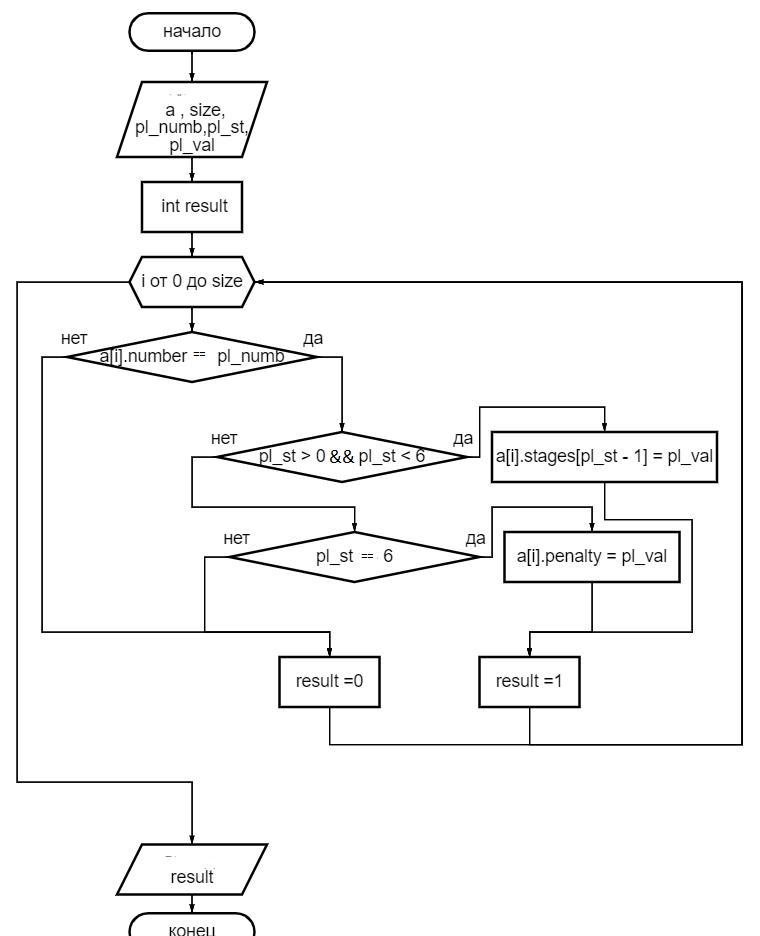 начало
a , size,
pl_numb,pl_st,
pl_val
int result
i от 0 до size
нет
да
a[i].number == pl_numb
нет
да
pl_st > 0 && pl_st < 6
a[i].stages[pl_st - 1] = pl_val
нет
да
pl_st == 6
a[i].penalty = pl_val
result =0
result =1
result
конец